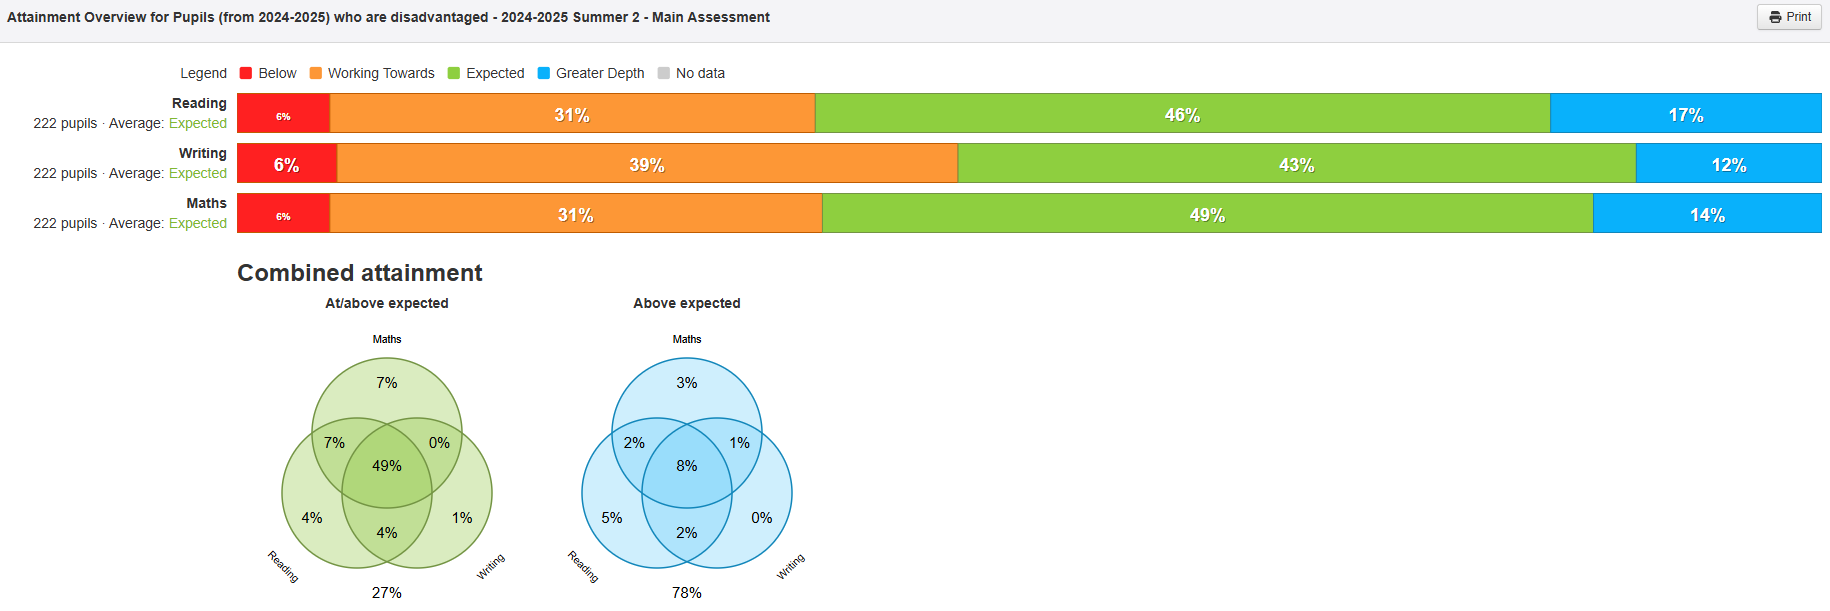 Attainment Overview for Pupils (from 2024-2025) who are disadvantaged - 2024-2025 Summer 2 - Main Assessment
Print
Legend Below Working Towards Expected Greater Depth No data
Reading
222 pupils · Average: Expected
6% 31% 46% 17%
Writing
222 pupils · Average: Expected
6% 39% 43% 12%
Maths
222 pupils · Average: Expected
6% 31% 49% 14%
Combined attainment
At/above expected
Maths
7%
7% 0%
49%
4% 1%
4%
Reading Writing
27%
Above expected
Maths
3%
2% 1%
8%
5% 0%
2%
Reading Writing
78%